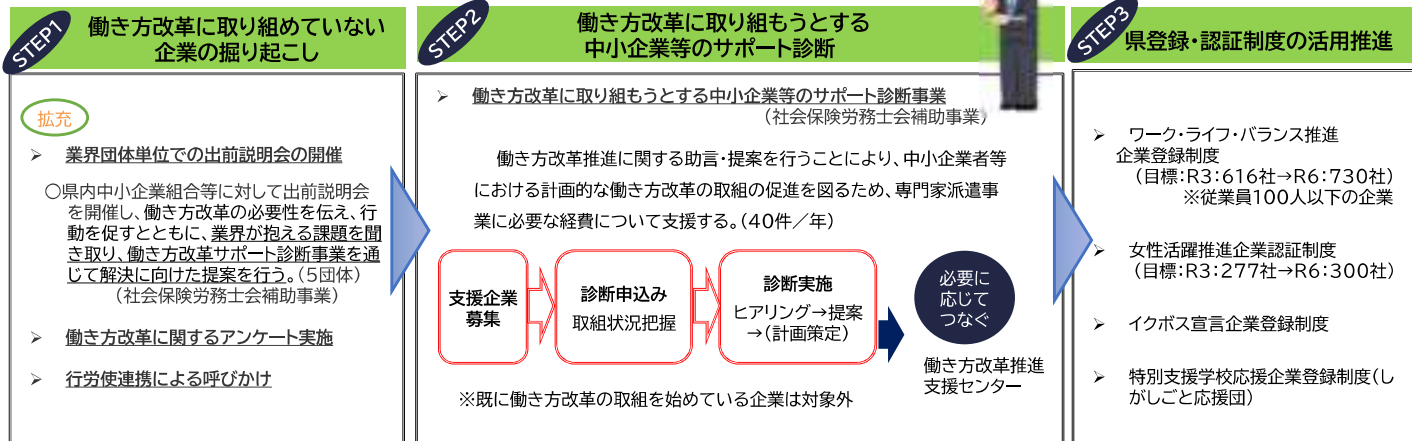 STEP1
働き方改革に取り組めていない
企業の掘り起こし
拡充
➢ 業界団体単位での出前説明会の開催
○県内中小企業組合等に対して出前説明会
を開催し、働き方改革の必要性を伝え、行
動を促すとともに、業界が抱える課題を聞
き取り、働き方改革サポート診断事業を通
じて解決に向けた提案を行う。(5団体)
(社会保険労務士会補助事業)
➢ 働き方改革に関するアンケート実施
➢ 行労使連携による呼びかけ
STEP2
働き方改革に取り組もうとする
中小企業等のサポート診断
➢ 働き方改革に取り組もうとする中小企業等のサポート診断事業
(社会保険労務士会補助事業)
働き方改革推進に関する助言・提案を行うことにより、中小企業者等
における計画的な働き方改革の取組の促進を図るため、専門家派遣事
業に必要な経費について支援する。(40件/年)
支援企業
募集
診断申込み
取組状況把握
診断実施
ヒアリング→提案
→(計画策定)
必要に
応じて
つなぐ
働き方改革推進
支援センター
※既に働き方改革の取組を始めている企業は対象外
STEP3
県登録・認証制度の活用推進
➢ ワーク・ライフ・バランス推進
企業登録制度
(目標:R3:616社→R6:730社)
※従業員100人以下の企業
➢ 女性活躍推進企業認証制度
(目標:R3:277社→R6:300社)
➢ イクボス宣言企業登録制度
➢ 特別支援学校応援企業登録制度(し
がしごと応援団)